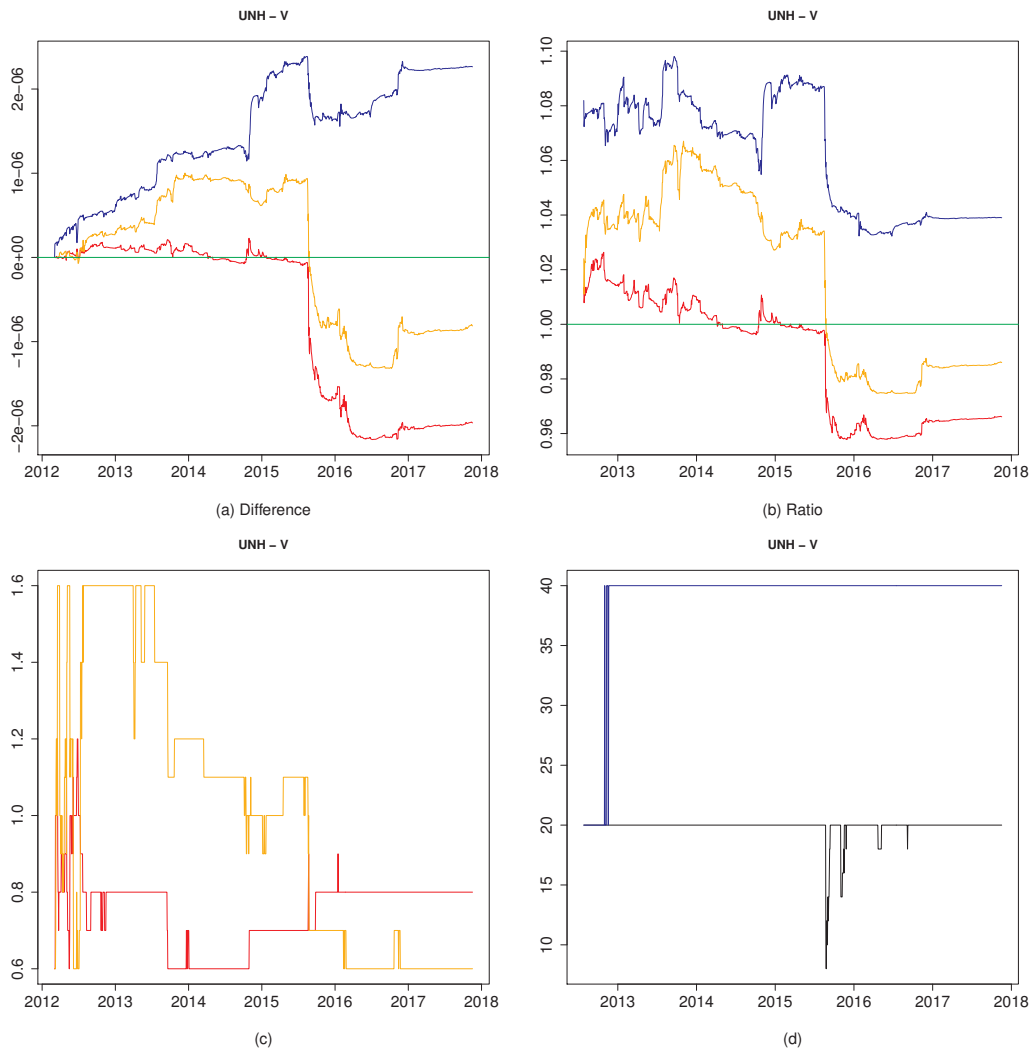 UNH – V
2e−06
1e−06
0e+00
−1e−06
−2e−06
2012 2013 2014 2015 2016 2017 2018
(a) Difference
UNH – V
1.10
1.08
1.06
1.04
1.02
1.00
0.98
0.96
2013 2014 2015 2016 2017 2018
(b) Ratio
UNH – V
1.6
1.4
1.2
1.0
0.8
0.6
2012 2013 2014 2015 2016 2017 2018
(c)
UNH – V
40
35
30
25
20
15
10
2013 2014 2015 2016 2017 2018
(d)